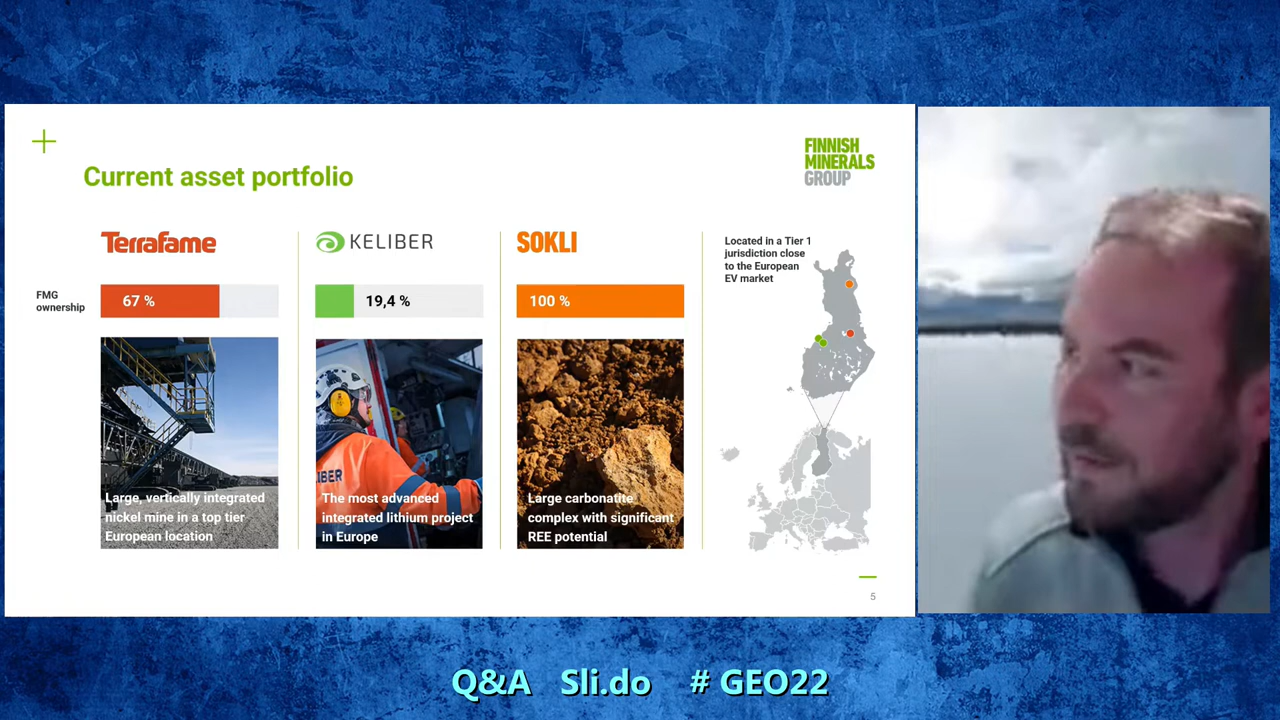 Current asset portfolio
FINNISH
MINERALS
GROUP
Terrafame
KELIBER
SOKLI
Located in a Tier 1
jurisdiction close
to the European
EV market
FMG
ownership
67 %
19,4 %
100 %
IBER
Large, vertically integrated
nickel mine in a top tier
European location
The most advanced
integrated lithium project
in Europe
Large carbonatite
complex with significant
REE potential
5
Q&A Sli.do # GEO22